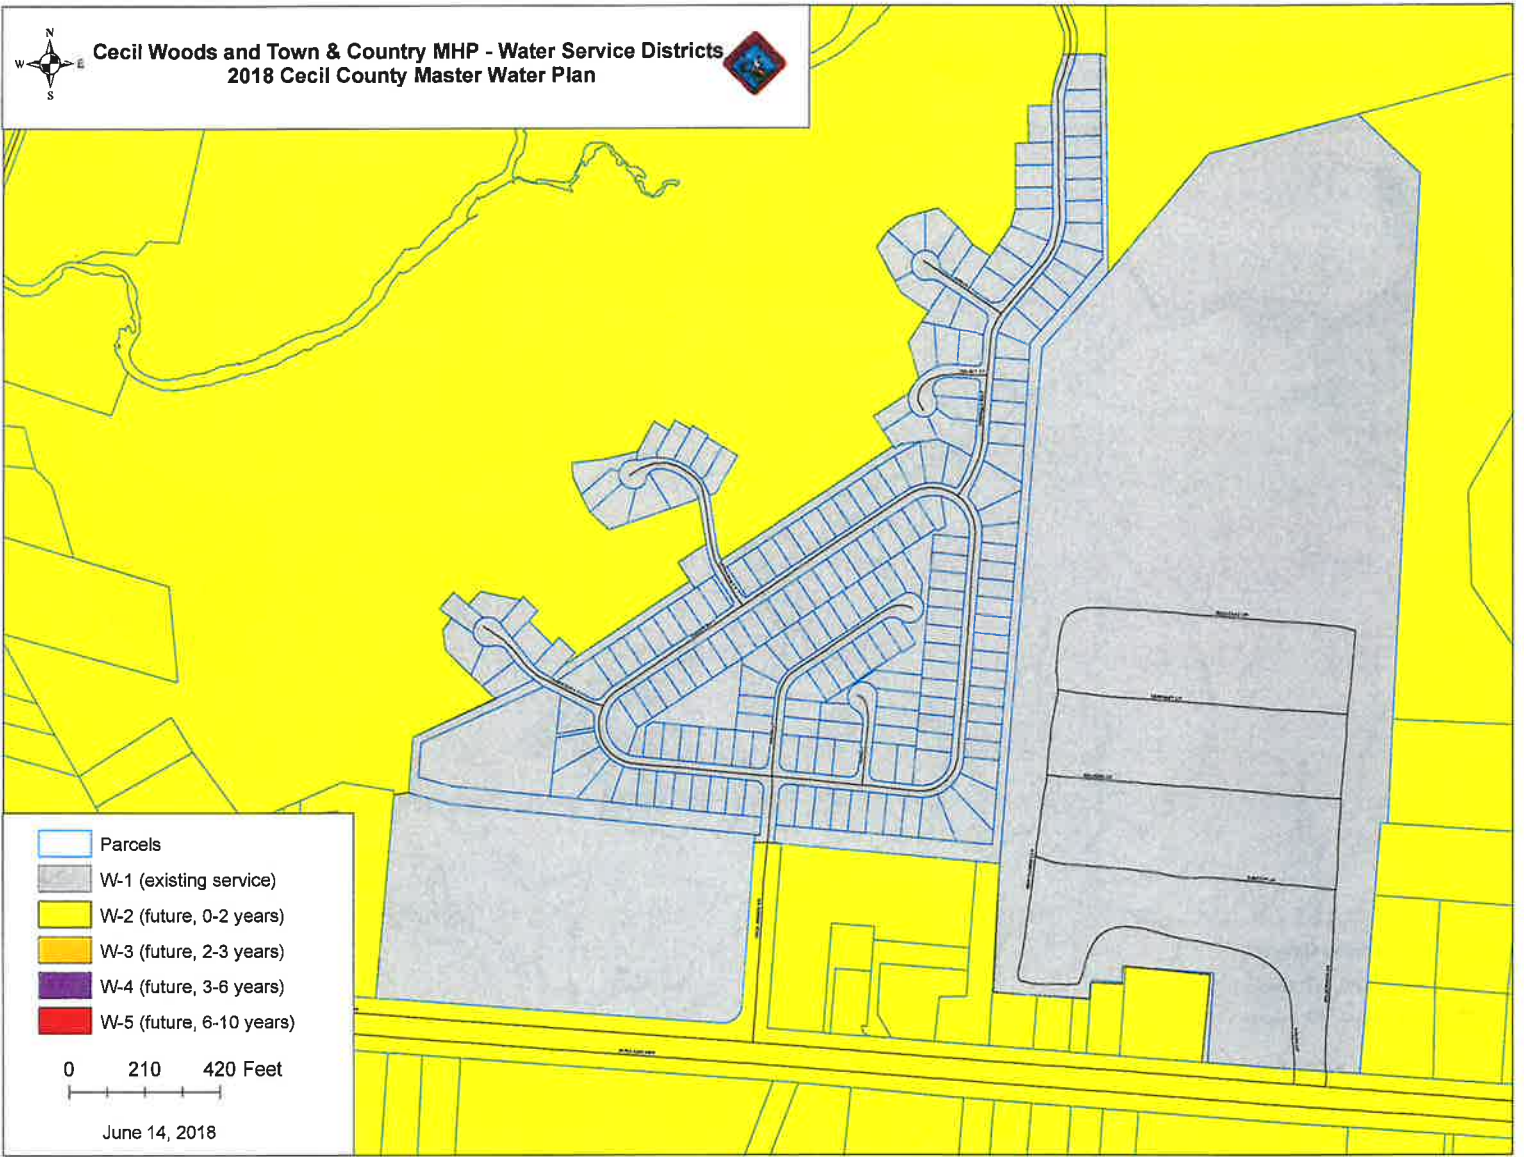 N
W E
S
Cecil Woods and Town & Country MHP - Water Service Districts
2018 Cecil County Master Water Plan
Parcels
W-1 (existing service)
W-2 (future, 0-2 years)
W-3 (future, 2-3 years)
W-4 (future, 3-6 years)
W-5 (future, 6-10 years)
0 210 420 Feet
June 14, 2018